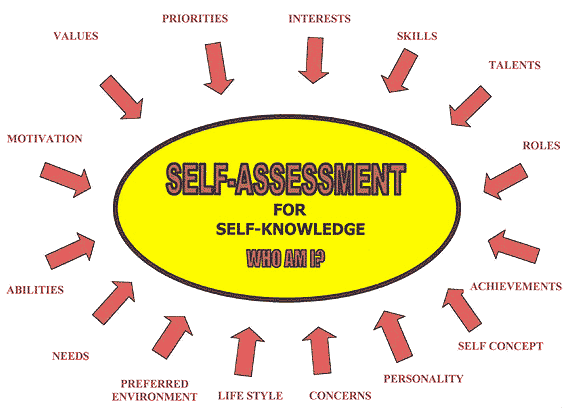 PRIORITIES
INTERESTS
VALUES
SKILLS
TALENTS
MOTIVATION
ROLES
SELF-ASSESSMENT
FOR
SELF-KNOWLEDGE
WHO AM I?
ABILITIES
ACHIEVEMENTS
NEEDS
SELF CONCEPT
PREFERRED
ENVIRONMENT
LIFE STYLE
CONCERNS
PERSONALITY